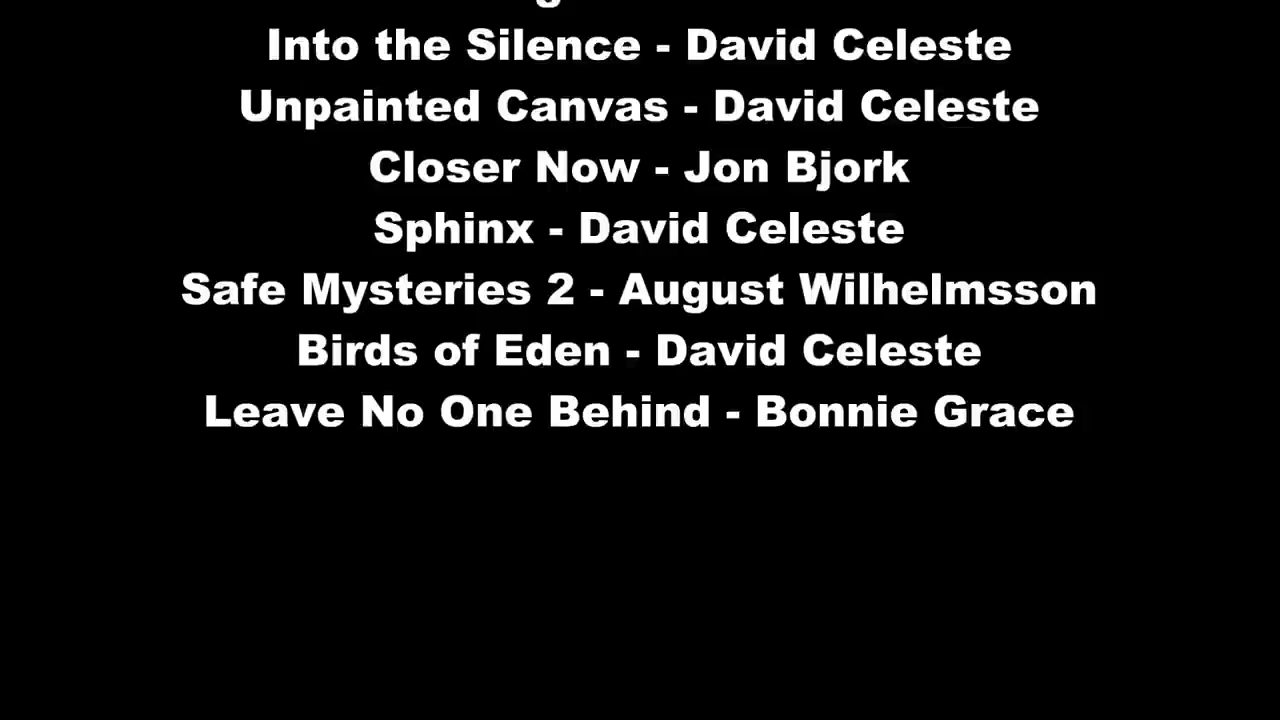 Into the Silence - David Celeste
Unpainted Canvas - David Celeste
Closer Now - Jon Bjork
Sphinx - David Celeste
Safe Mysteries 2 - August Wilhelmsson
Birds of Eden - David Celeste
Leave No One Behind - Bonnie Grace